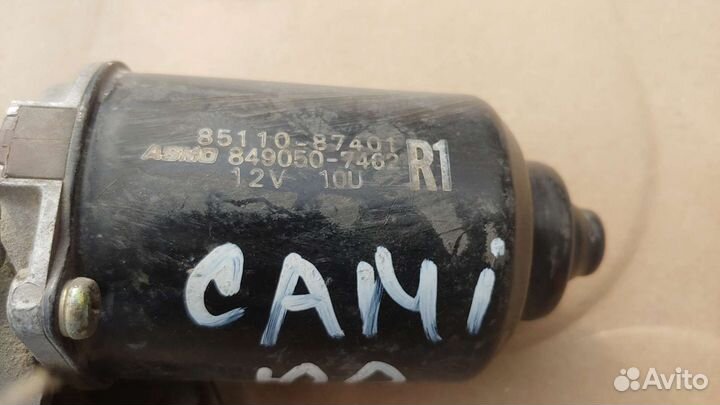 85110-87401
ASMO 849050-7462
12V 10U
R1
CAMI
Avito